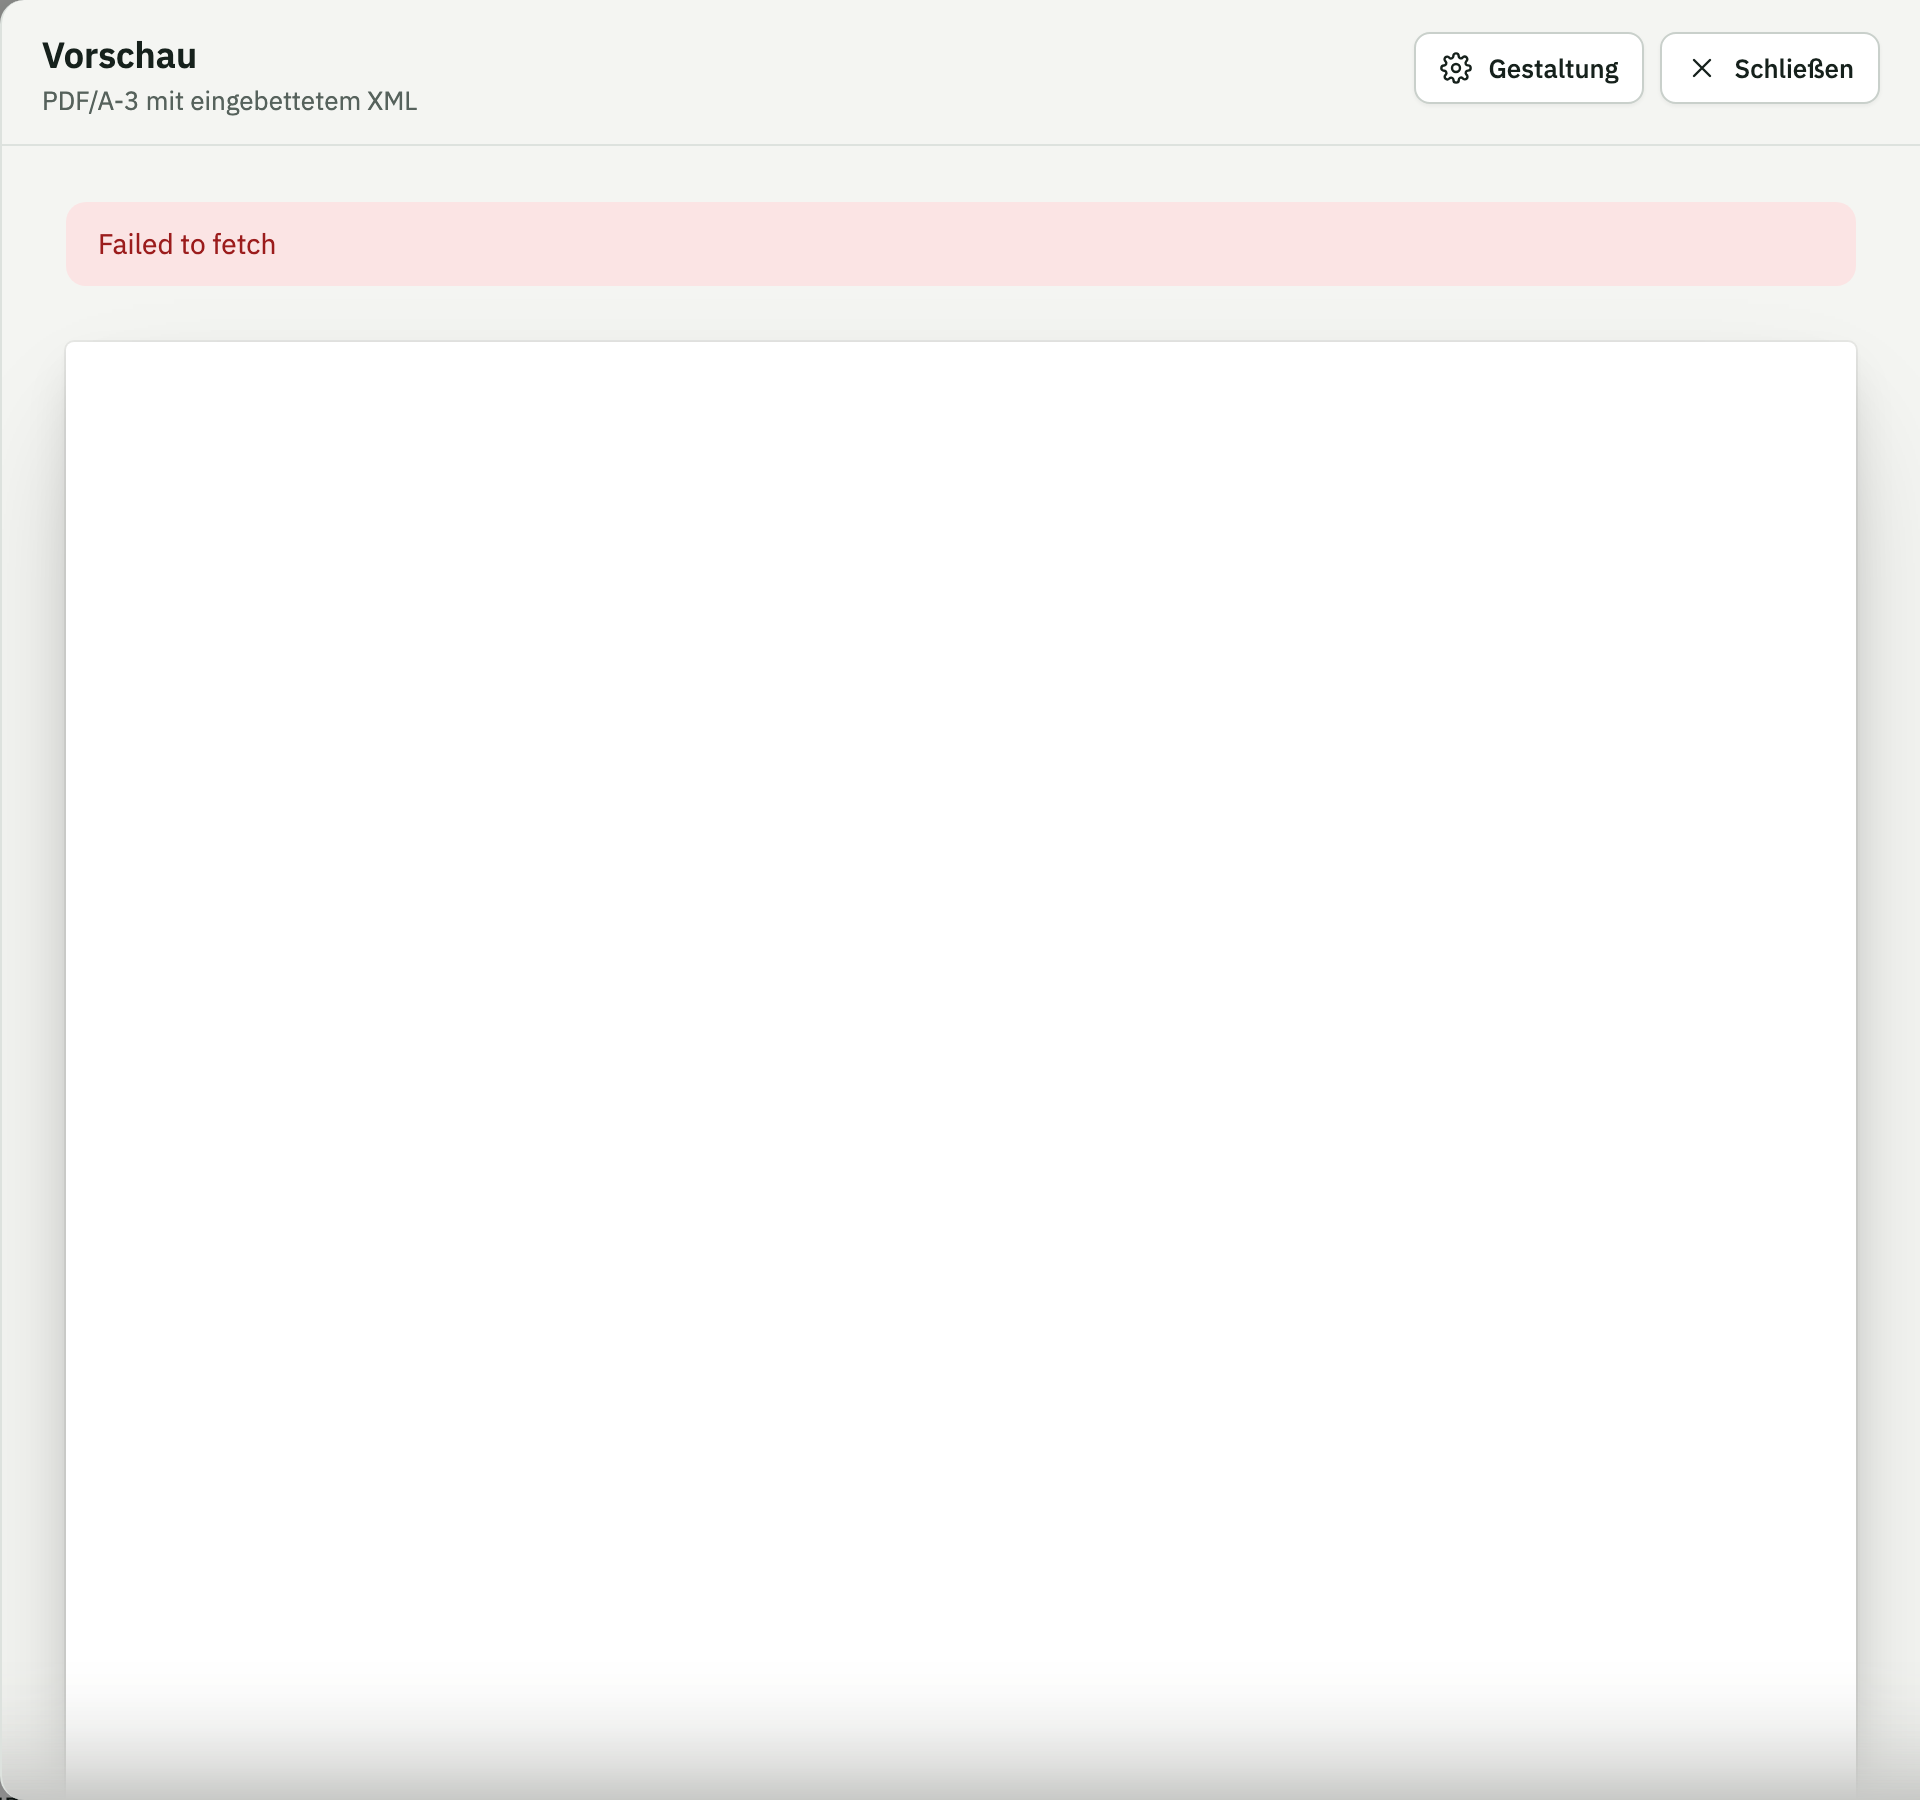 Vorschau
PDF/A-3 mit eingebettetem XML
Gestaltung
Schließen
Failed to fetch